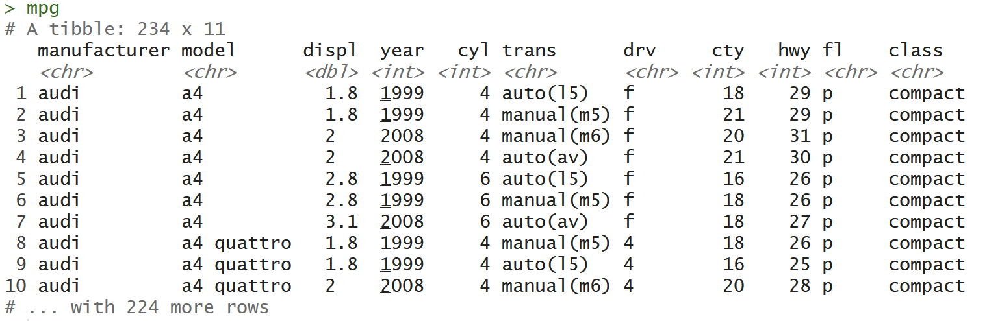 > mpg
# A tibble: 234 x 11
   manufacturer model      displ  year   cyl trans      drv     cty   hwy fl    class
   <chr>        <chr>      <dbl> <int> <int> <chr>      <chr> <int> <int> <chr> <chr>
 1 audi         a4           1.8  1999     4 auto(l5)   f        18    29 p     compact
 2 audi         a4           1.8  1999     4 manual(m5) f        21    29 p     compact
 3 audi         a4           2    2008     4 manual(m6) f        20    31 p     compact
 4 audi         a4           2    2008     4 auto(av)   f        21    30 p     compact
 5 audi         a4           2.8  1999     6 auto(l5)   f        16    26 p     compact
 6 audi         a4           2.8  1999     6 manual(m5) f        18    26 p     compact
 7 audi         a4           3.1  2008     6 auto(av)   f        18    27 p     compact
 8 audi         a4 quattro   1.8  1999     4 manual(m5) 4        18    26 p     compact
 9 audi         a4 quattro   1.8  1999     4 auto(l5)   4        16    25 p     compact
10 audi         a4 quattro   2    2008     4 manual(m6) 4        20    28 p     compact
# ... with 224 more rows